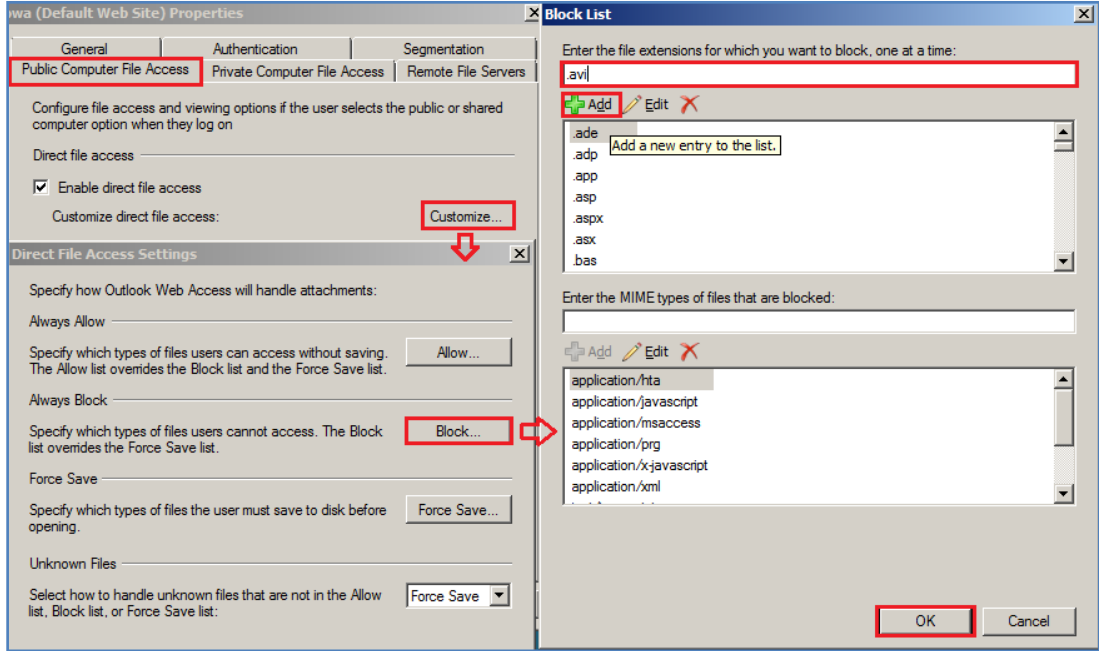 owa (Default Web Site) Properties
General Authentication Segmentation
Public Computer File Access Private Computer File Access Remote File Servers
Configure file access and viewing options if the user selects the public or shared
computer option when they log on
Direct file access
Enable direct file access
Customize direct file access: Customize...
Direct File Access Settings
Specify how Outlook Web Access will handle attachments:
Always Allow
Specify which types of files users can access without saving.
The Allow list overrides the Block list and the Force Save list.
Allow...
Always Block
Specify which types of files users cannot access. The Block
list overrides the Force Save list.
Block...
Force Save
Specify which types of files the user must save to disk before
opening.
Force Save...
Unknown Files
Select how to handle unknown files that are not in the Allow
list, Block list, or Force Save list:
Force Save
Block List
Enter the file extensions for which you want to block, one at a time:
.avi
Add Edit
.ade
Add a new entry to the list.
.adp
.app
.asp
.aspx
.asx
.bas
Enter the MIME types of files that are blocked:
Add Edit
application/hta
application/javascript
application/msaccess
application/prg
application/x-javascript
application/xml
OK Cancel